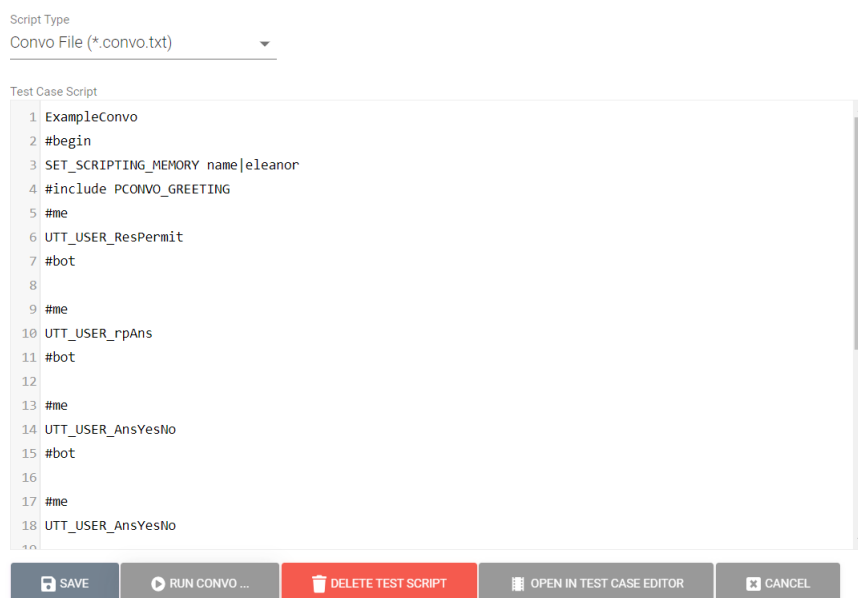 Script Type
Convo File (*.convo.txt)
Test Case Script
1 ExampleConvo
2 #begin
3 SET_SCRIPTING_MEMORY name|eleanor
4 #include PCONVO_GREETING
5 #me
6 UTT_USER_ResPermit
7 #bot
8
9 #me
10 UTT_USER_rpAns
11 #bot
12
13 #me
14 UTT_USER_AnsYesNo
15 #bot
16
17 #me
18 UTT_USER_AnsYesNo
19
SAVE RUN CONVO ... DELETE TEST SCRIPT OPEN IN TEST CASE EDITOR CANCEL